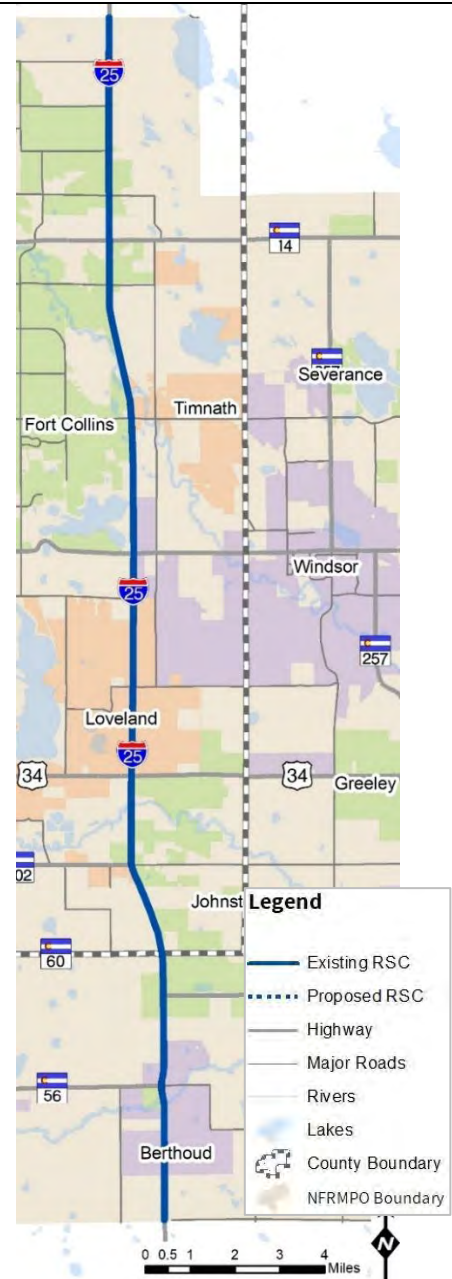 25
14
Severance
Timnath
Fort Collins
Windsor
25
257
Loveland
25
34
34
Greeley
02
Johnst
Legend
Existing RSC
Proposed RSC
Highway
Major Roads
Rivers
Lakes
County Boundary
NFRMPO Boundary
60
56
Berthoud
0 0.5 1 2 3 4
Miles
N